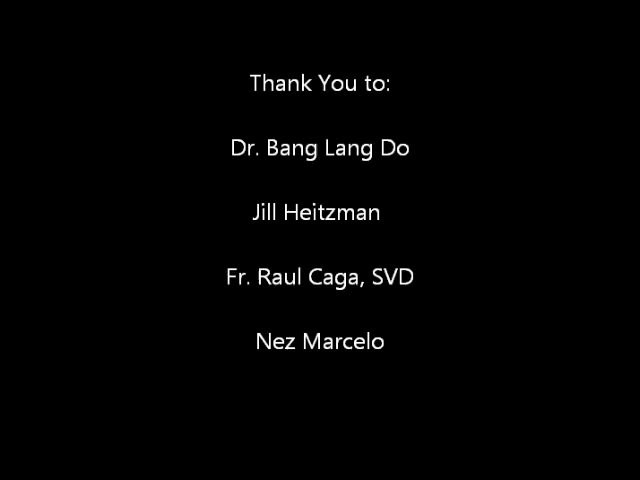 Thank You to:
Dr. Bang Lang Do
Jill Heitzman
Fr. Raul Caga, SVD
Nez Marcelo